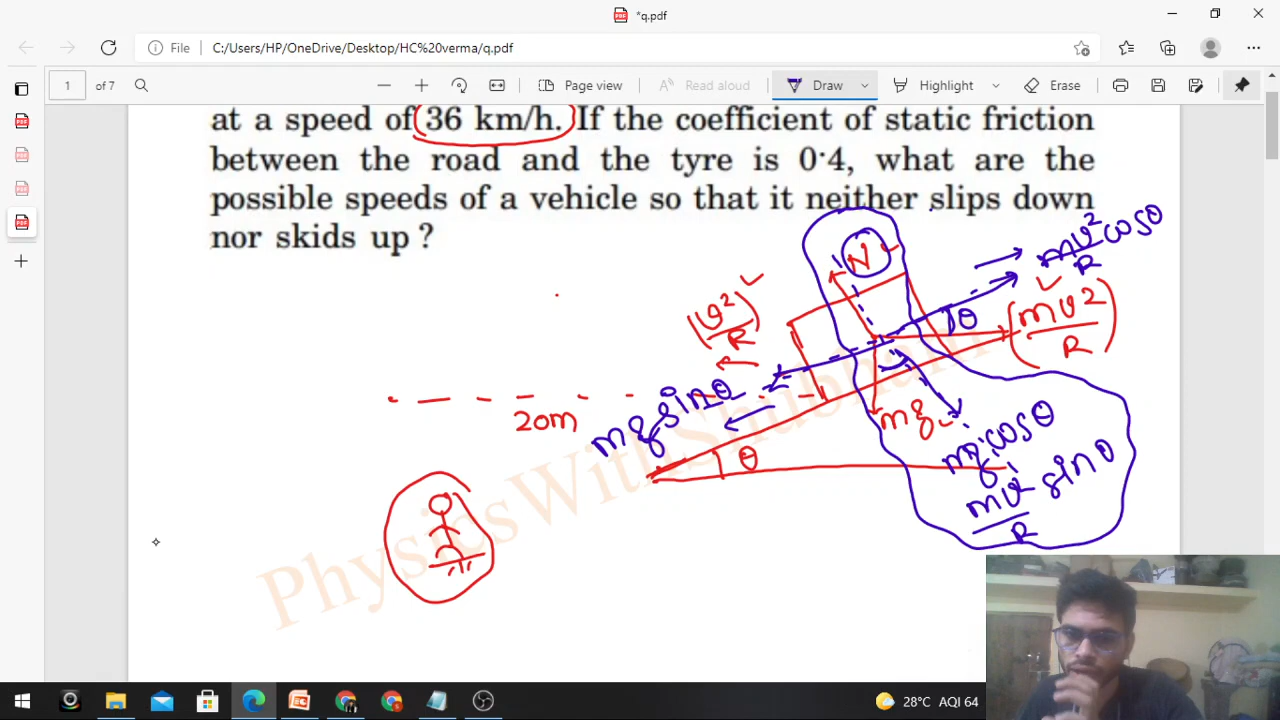 *q.pdf
File C:/Users/HP/OneDrive/Desktop/HC%20verma/q.pdf
1 of 7 Page view Read aloud Draw Highlight Erase
at a speed of 36 km/h. If the coefficient of static friction
between the road and the tyre is 0·4, what are the
possible speeds of a vehicle so that it neither slips down
nor skids up ?
N
mv²/R cosθ
(v²/R)
θ
(mv²/R)
mg sinθ
20m
mg
mg cosθ
θ
mv²/R sinθ
PhysicsWithShubham
28°C AQI 64